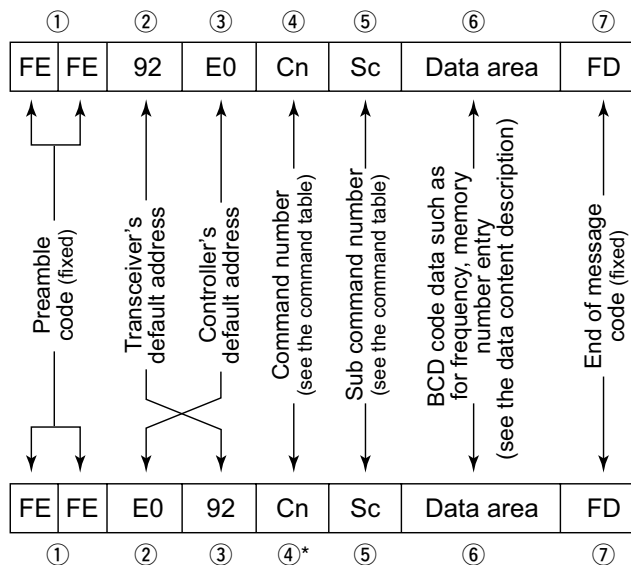 ① ② ③ ④ ⑤ ⑥ ⑦
FE FE 92 E0 Cn Sc Data area FD
Preamble
code (fixed)
Transceiver’s
default address
Controller’s
default address
Command number
(see the command table)
Sub command number
(see the command table)
BCD code data such as
for frequency, memory
number entry
(see the data content description)
End of message
code (fixed)
FE FE E0 92 Cn Sc Data area FD
① ② ③ ④* ⑤ ⑥ ⑦